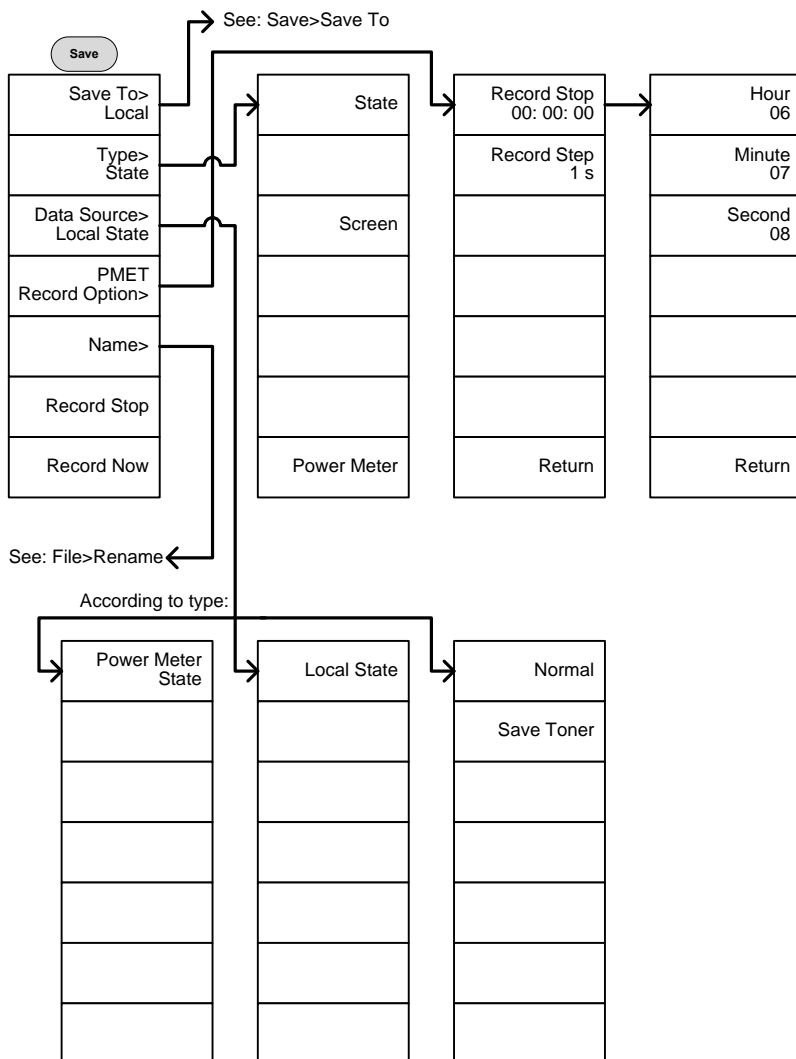 See: Save>Save To
Save
Save To>
Local
Type>
State
Data Source>
Local State
PMET
Record Option>
Name>
Record Stop
Record Now
State
Screen
Power Meter
Record Stop
00: 00: 00
Record Step
1 s
Return
Hour
06
Minute
07
Second
08
Return
See: File>Rename
According to type:
Power Meter
State
Local State
Normal
Save Toner